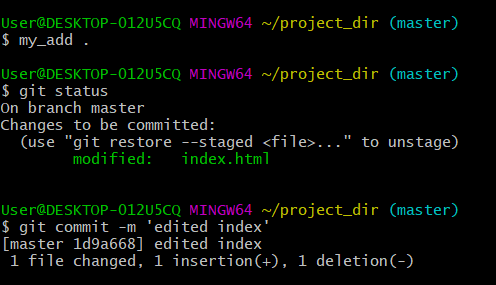 User@DESKTOP-012U5CQ MINGW64 ~/project_dir (master)
$ my_add .
User@DESKTOP-012U5CQ MINGW64 ~/project_dir (master)
$ git status
On branch master
Changes to be committed:
  (use "git restore --staged <file>..." to unstage)
        modified:   index.html
User@DESKTOP-012U5CQ MINGW64 ~/project_dir (master)
$ git commit -m 'edited index'
[master 1d9a668] edited index
 1 file changed, 1 insertion(+), 1 deletion(-)